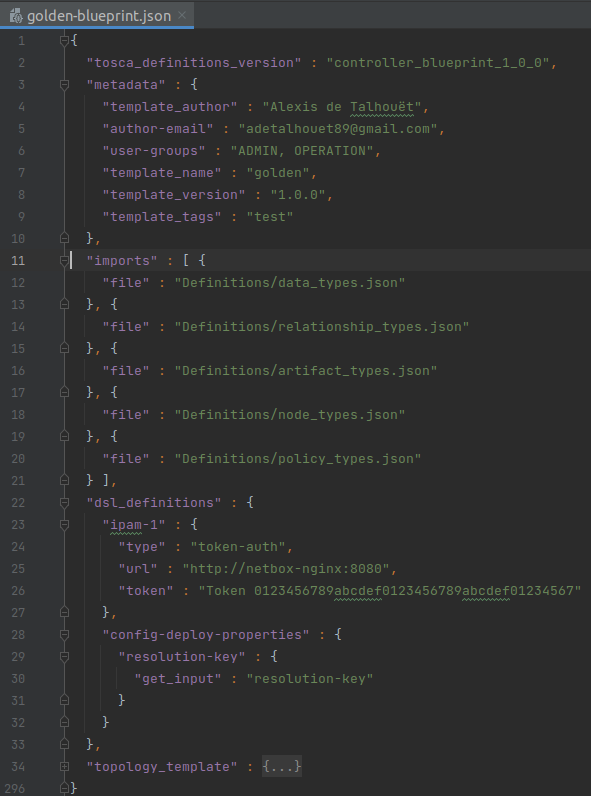 golden-blueprint.json
1 {
2 "tosca_definitions_version" : "controller_blueprint_1_0_0",
3 "metadata" : {
4 "template_author" : "Alexis de Talhouët",
5 "author-email" : "adetalhouet89@gmail.com",
6 "user-groups" : "ADMIN, OPERATION",
7 "template_name" : "golden",
8 "template_version" : "1.0.0",
9 "template_tags" : "test"
10 },
11 "imports" : [ {
12 "file" : "Definitions/data_types.json"
13 }, {
14 "file" : "Definitions/relationship_types.json"
15 }, {
16 "file" : "Definitions/artifact_types.json"
17 }, {
18 "file" : "Definitions/node_types.json"
19 }, {
20 "file" : "Definitions/policy_types.json"
21 } ],
22 "dsl_definitions" : {
23 "ipam-1" : {
24 "type" : "token-auth",
25 "url" : "http://netbox-nginx:8080",
26 "token" : "Token 0123456789abcdef0123456789abcdef01234567"
27 },
28 "config-deploy-properties" : {
29 "resolution-key" : {
30 "get_input" : "resolution-key"
31 }
32 }
33 },
34 "topology_template" : {...}
296 }